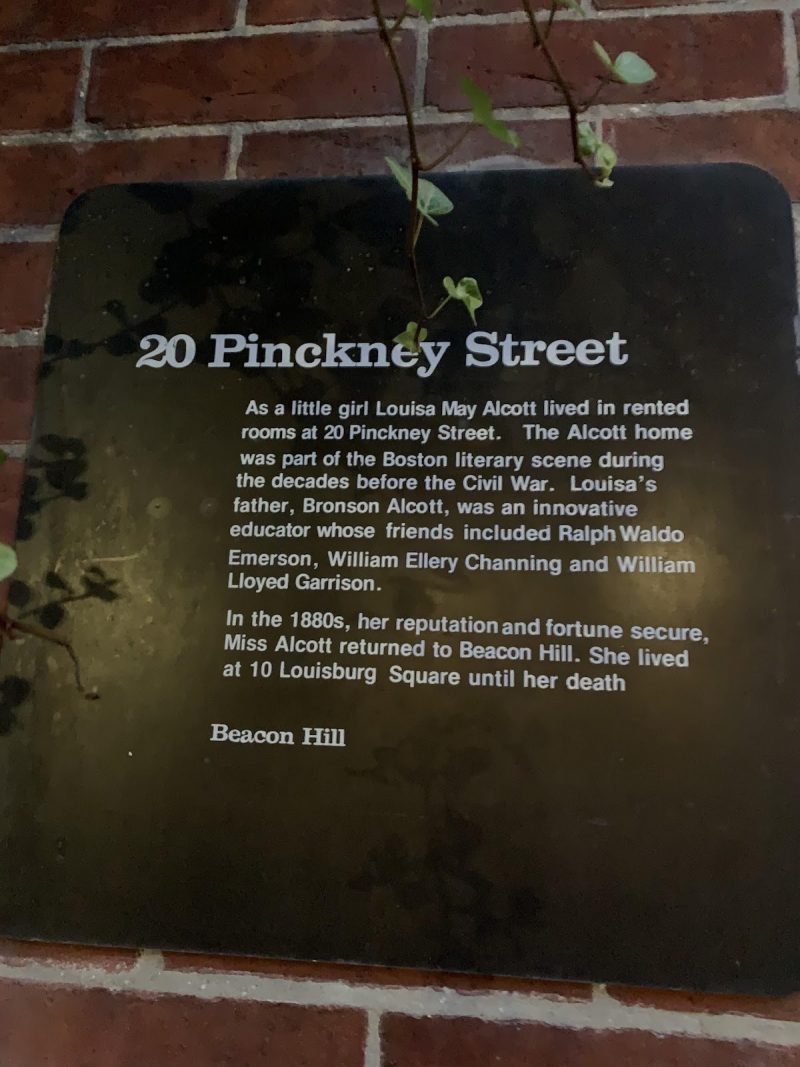 20 Pinckney Street
As a little girl Louisa May Alcott lived in rented
rooms at 20 Pinckney Street. The Alcott home
was part of the Boston literary scene during
the decades before the Civil War. Louisa's
father, Bronson Alcott, was an innovative
educator whose friends included Ralph Waldo
Emerson, William Ellery Channing and William
Lloyed Garrison.
In the 1880s, her reputation and fortune secure,
Miss Alcott returned to Beacon Hill. She lived
at 10 Louisburg Square until her death
Beacon Hill